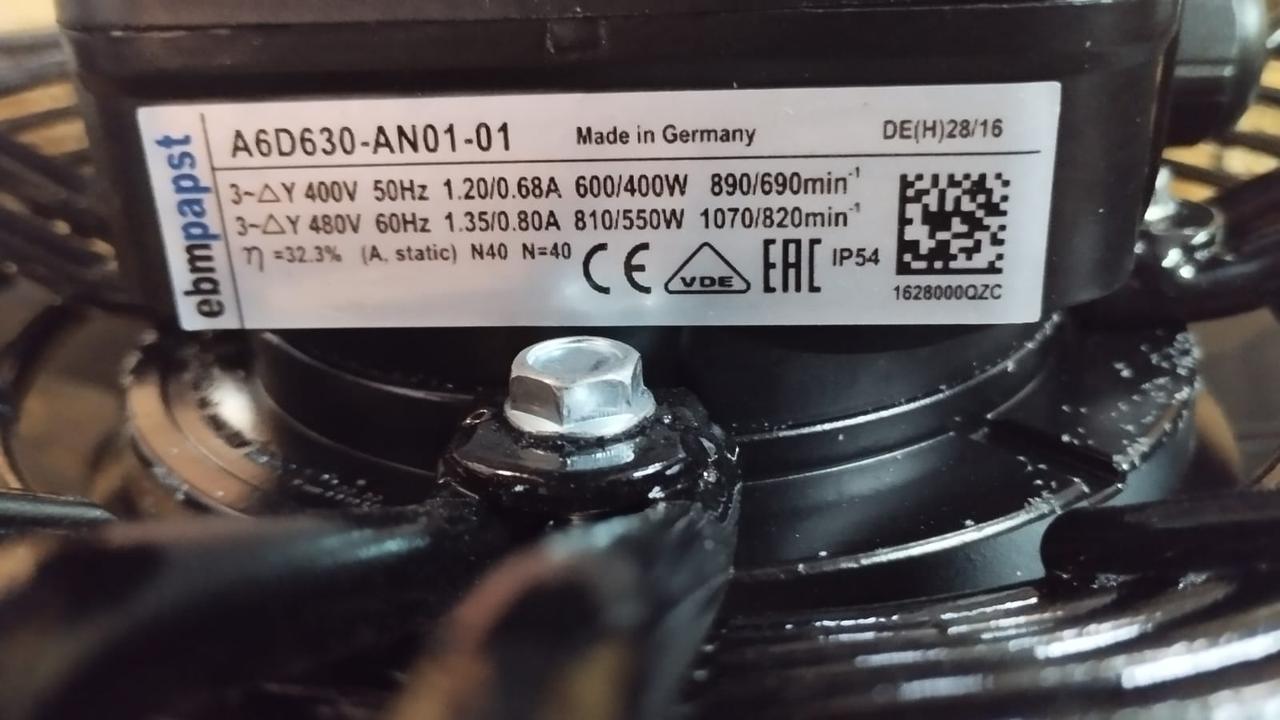 ebmpapst
A6D630-AN01-01 Made in Germany DE(H)28/16
3~△Y 400V 50Hz 1.20/0.68A 600/400W 890/690min⁻¹
3~△Y 480V 60Hz 1.35/0.80A 810/550W 1070/820min⁻¹
η =32.3% (A. static) N40 N=40 CE VDE EAC IP54
1628000QZC